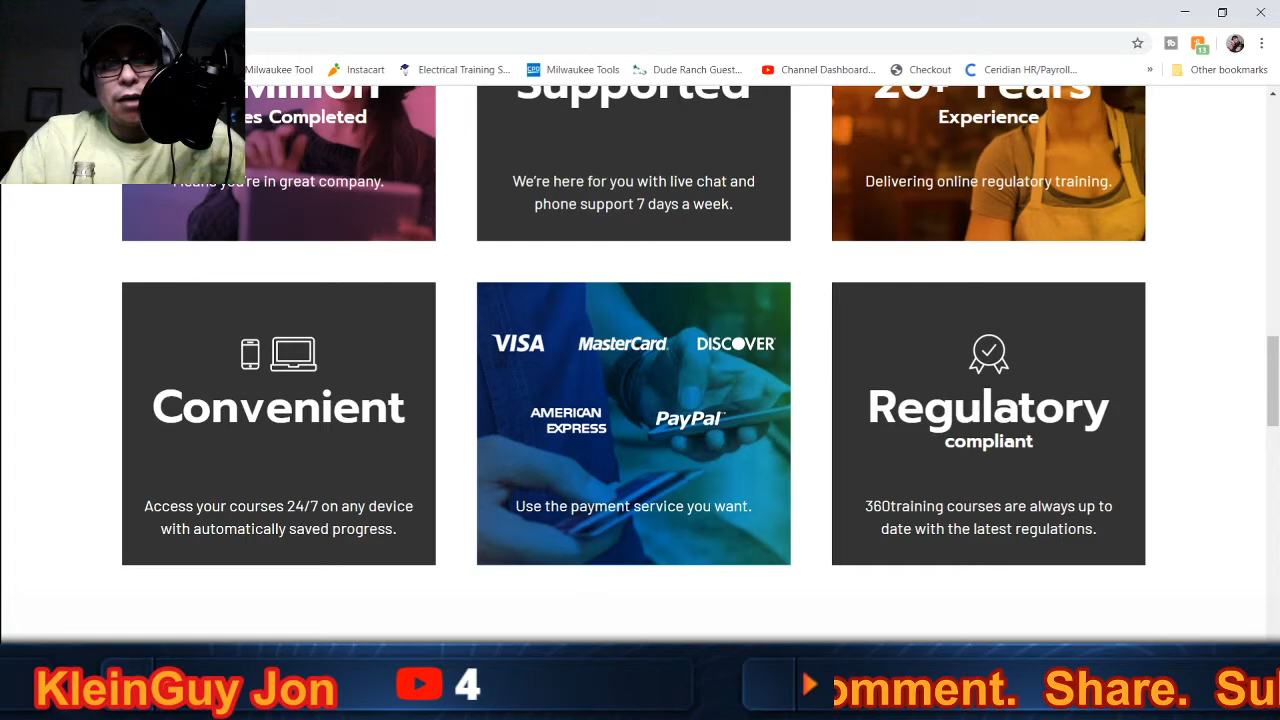 Milwaukee Tool
Instacart
Electrical Training S...
CPO
Milwaukee Tools
Dude Ranch Guest...
Channel Dashboard...
Checkout
Ceridian HR/Payroll...
»
Other bookmarks
13
Million
es Completed
Means you're in great company.
Supported
We're here for you with live chat and
phone support 7 days a week.
20+ Years
Experience
Delivering online regulatory training.
Convenient
Access your courses 24/7 on any device
with automatically saved progress.
VISA MasterCard DISCOVER
AMERICAN
EXPRESS
PayPal
Use the payment service you want.
Regulatory
compliant
360training courses are always up to
date with the latest regulations.
KleinGuy Jon
4
omment. Share. Su